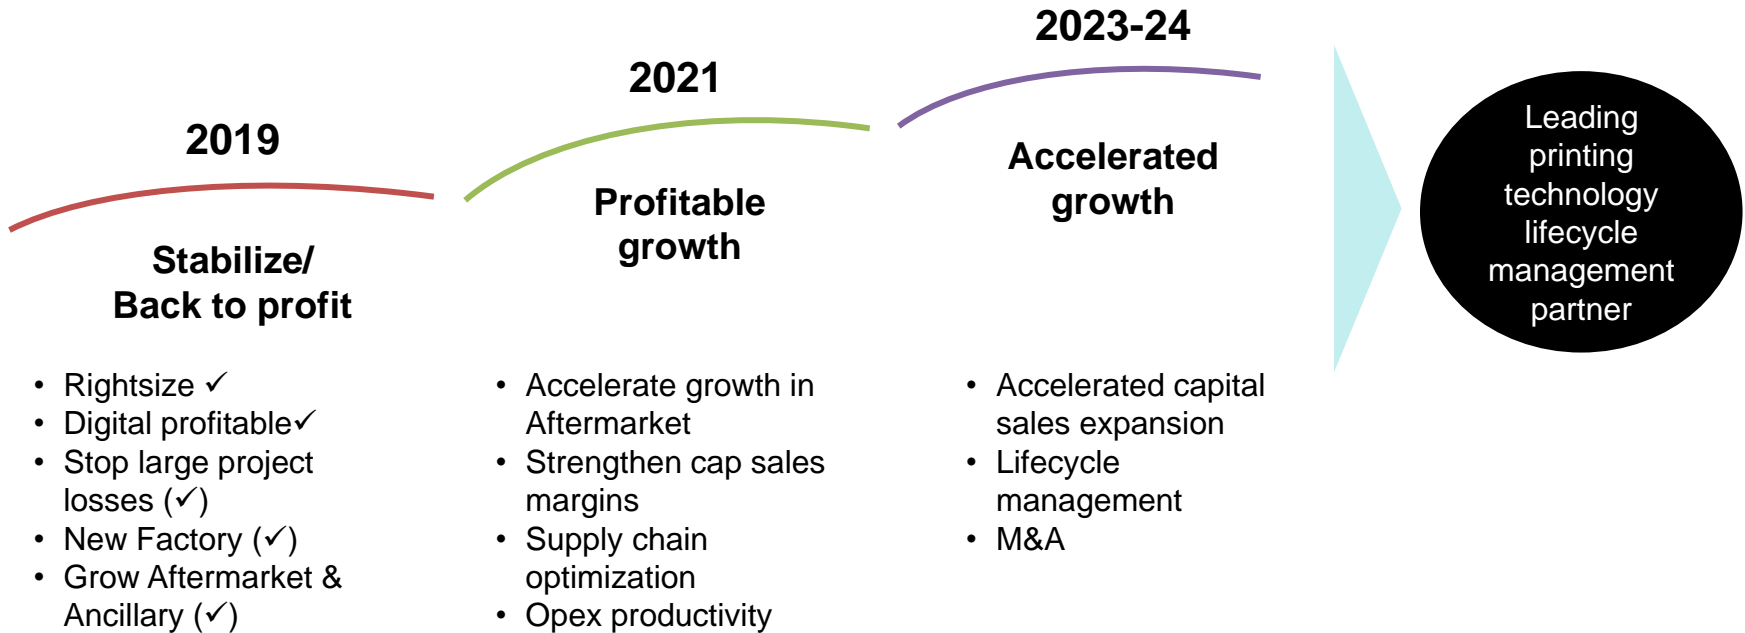 2019
Stabilize/
Back to profit
• Rightsize ✓
• Digital profitable✓
• Stop large project
losses (✓)
• New Factory (✓)
• Grow Aftermarket &
Ancillary (✓)
2021
Profitable
growth
• Accelerate growth in
Aftermarket
• Strengthen cap sales
margins
• Supply chain
optimization
• Opex productivity
2023-24
Accelerated
growth
• Accelerated capital
sales expansion
• Lifecycle
management
• M&A
Leading
printing
technology
lifecycle
management
partner